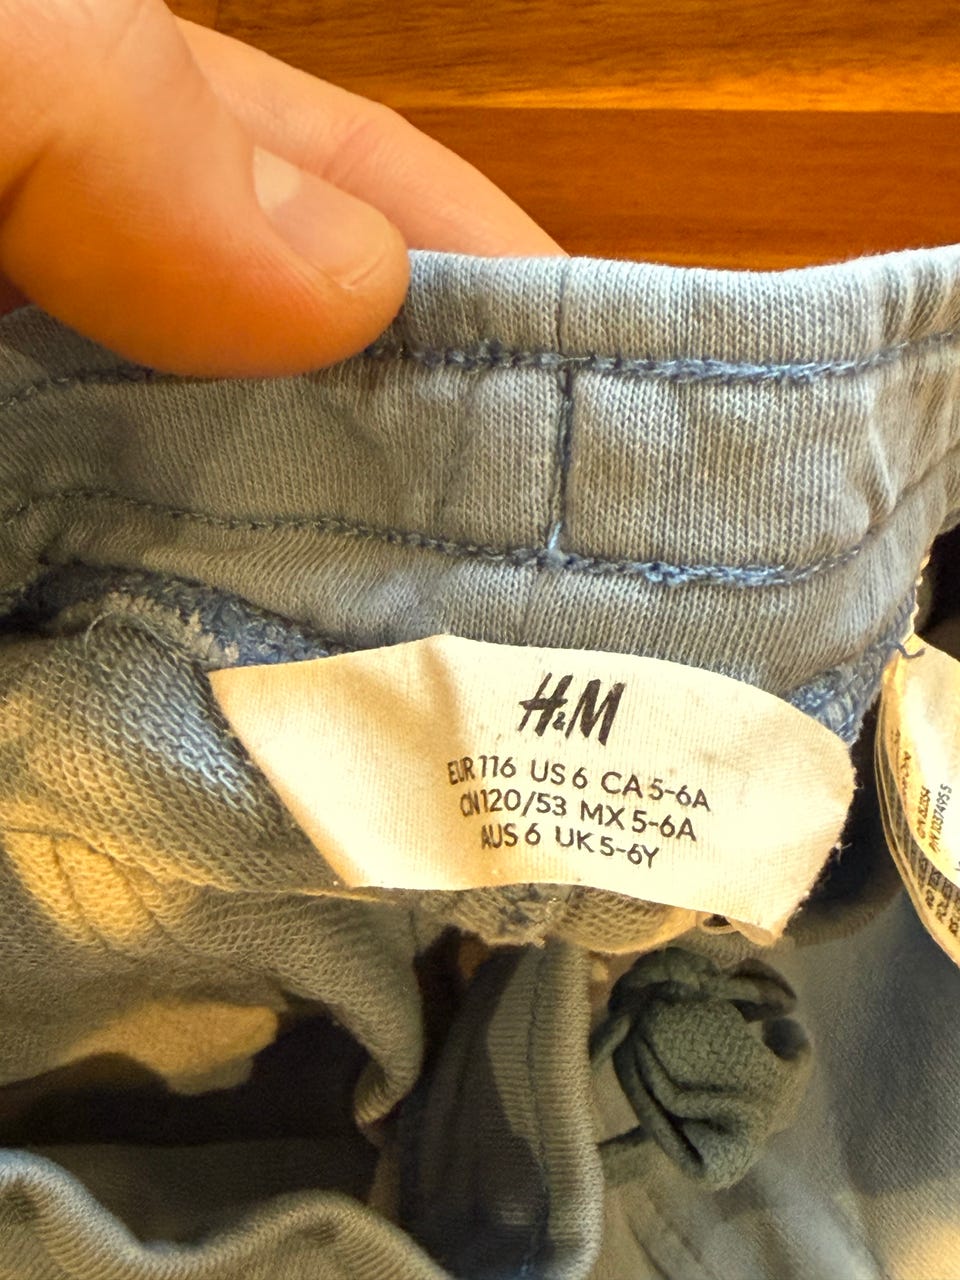 H&M
EUR 116 US 6 CA 5-6A
CN 120/53 MX 5-6A
AUS 6 UK 5-6Y